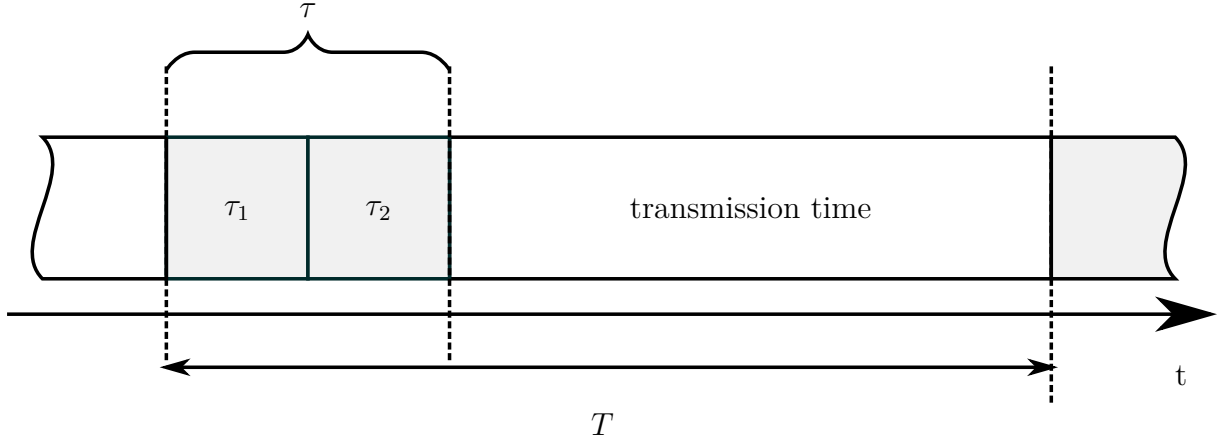 τ
τ₁ τ₂ transmission time
t
T